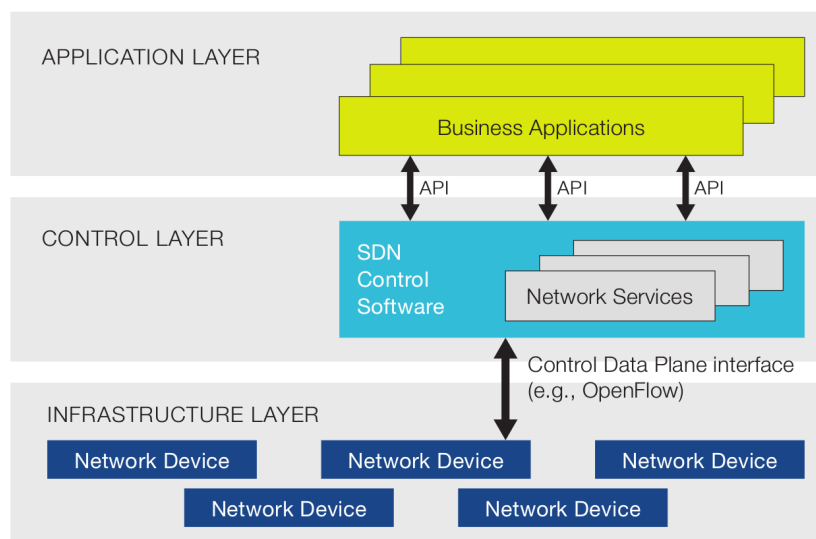 APPLICATION LAYER
Business Applications
API
API
API
CONTROL LAYER
SDN
Control
Software
Network Services
Control Data Plane interface
(e.g., OpenFlow)
INFRASTRUCTURE LAYER
Network Device
Network Device
Network Device
Network Device
Network Device